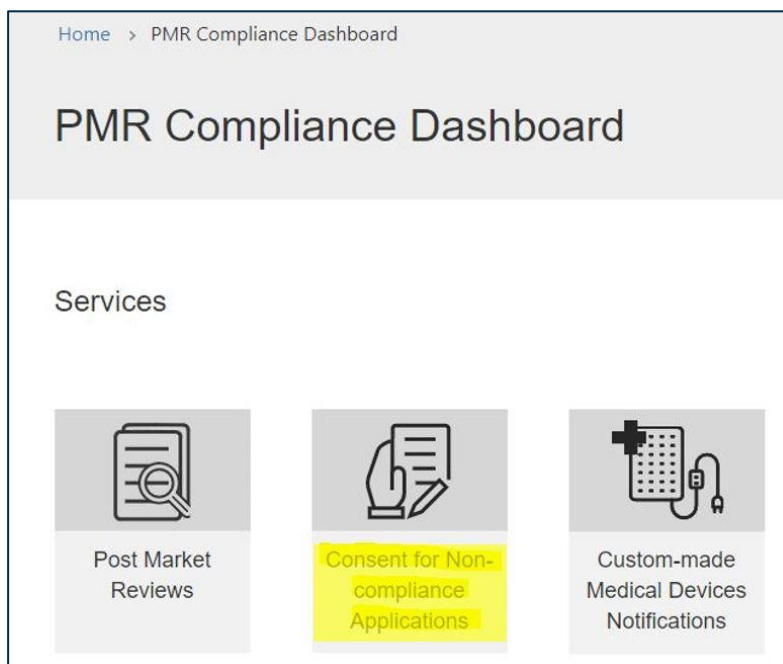 Home > PMR Compliance Dashboard
PMR Compliance Dashboard
Services
Post Market
Reviews
Consent for Non-
compliance
Applications
Custom-made
Medical Devices
Notifications